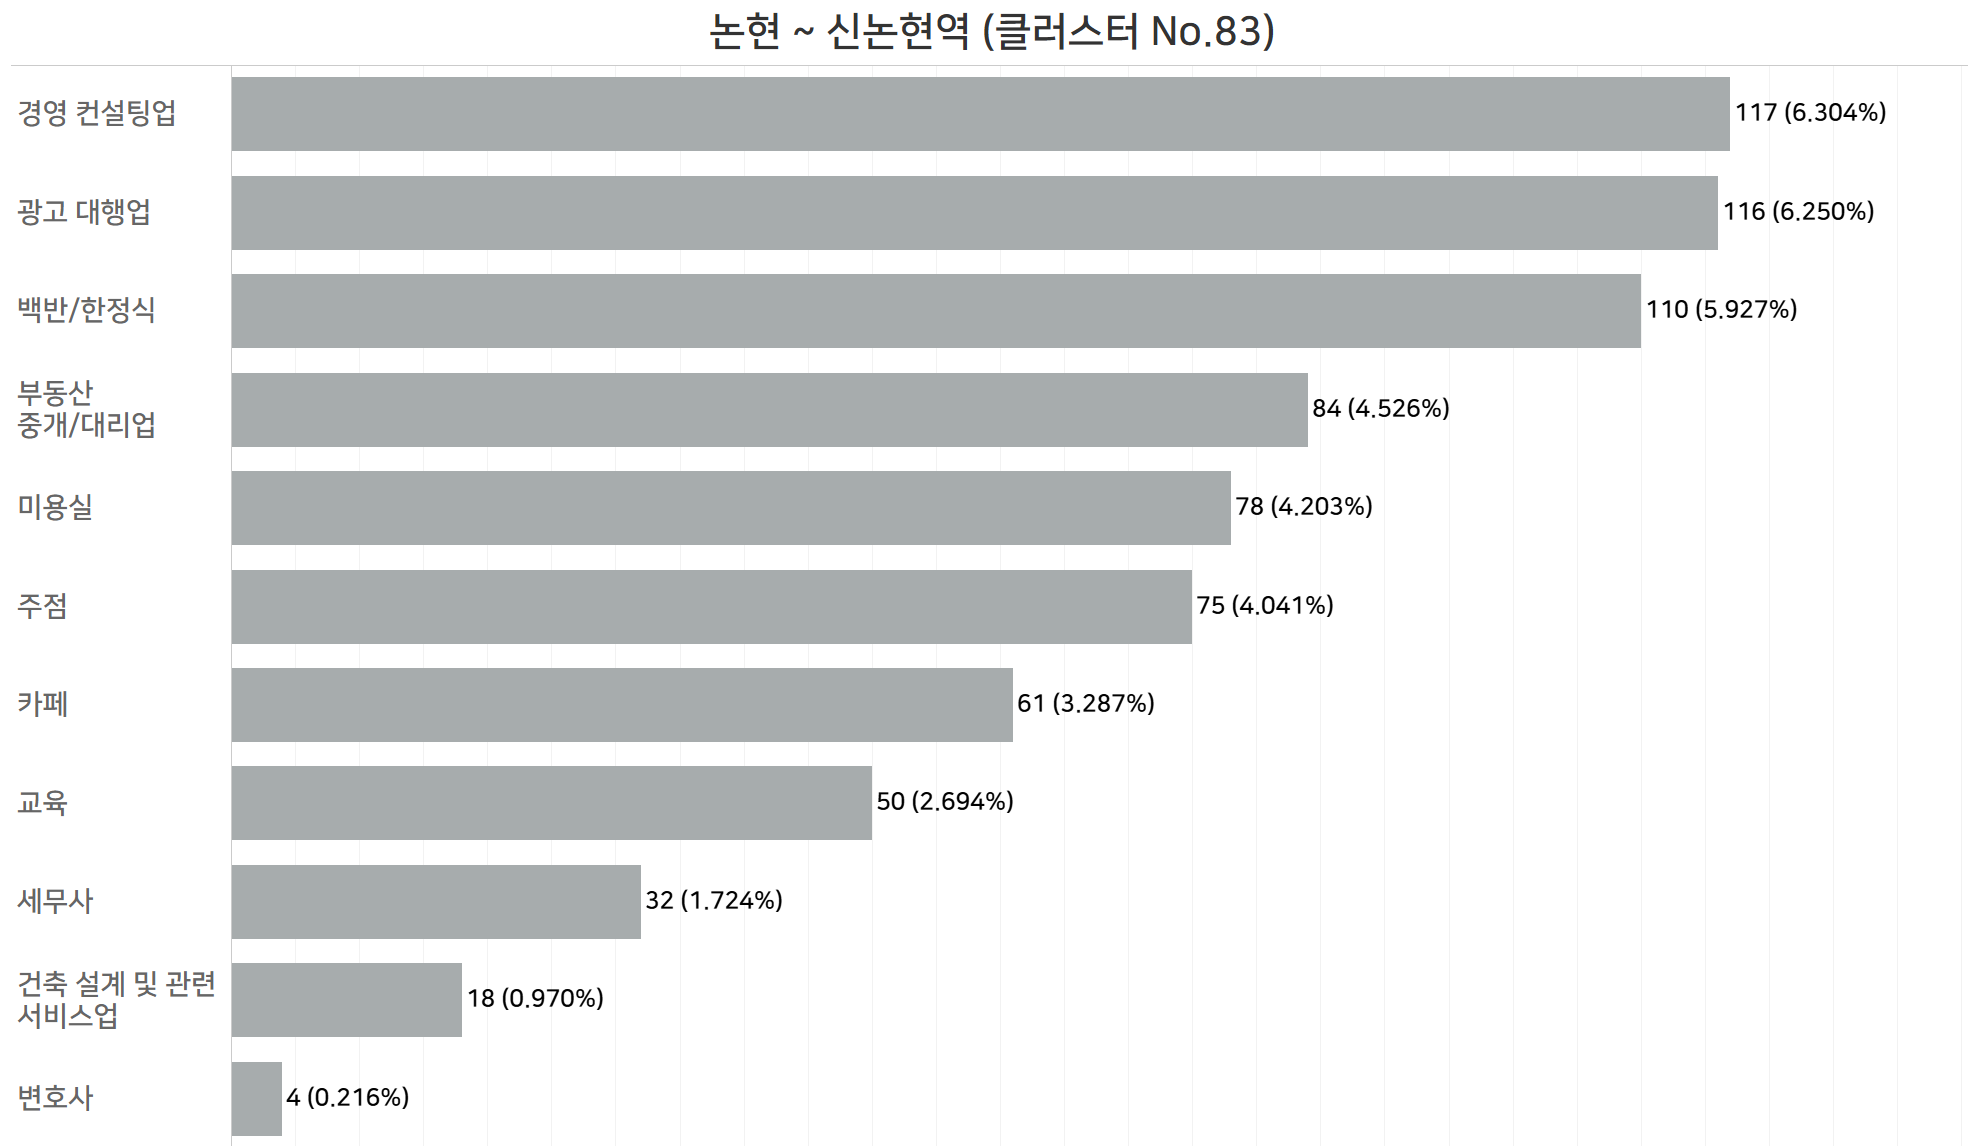 논현 ~ 신논현역 (클러스터 No.83)
경영 컨설팅업
117 (6.304%)
광고 대행업
116 (6.250%)
백반/한정식
110 (5.927%)
부동산
중개/대리업
84 (4.526%)
미용실
78 (4.203%)
주점
75 (4.041%)
카페
61 (3.287%)
교육
50 (2.694%)
세무사
32 (1.724%)
건축 설계 및 관련
서비스업
18 (0.970%)
변호사
4 (0.216%)